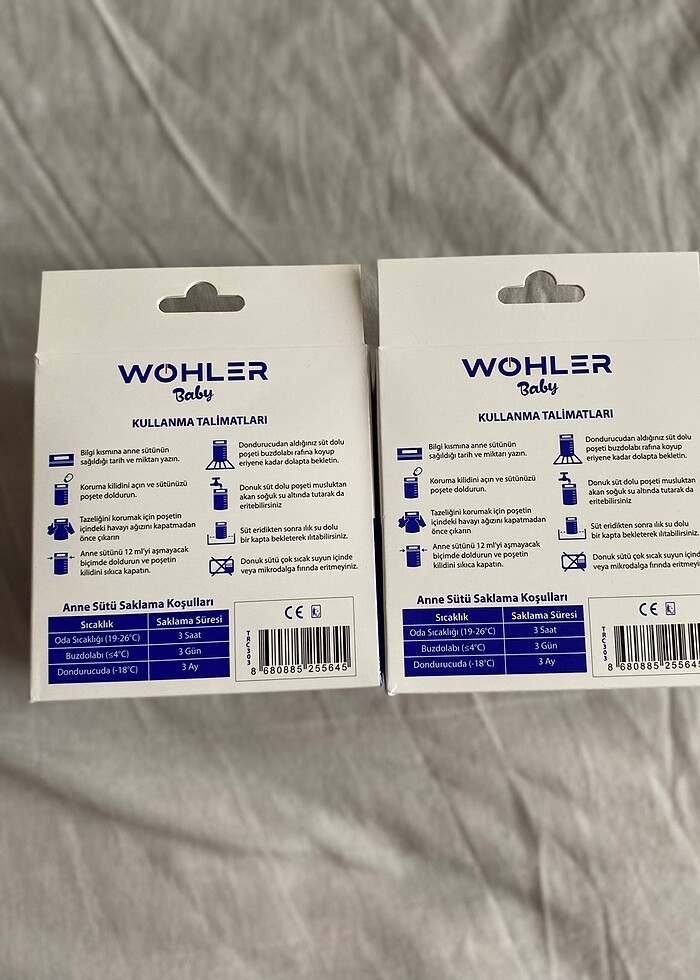 WOHLER
Baby
KULLANMA TALİMATLARI
Bilgi kısmına anne sütünün
sağıldığı tarih ve miktarı yazın.
Koruma kilidini açın ve sütünüzü
poşete doldurun.
Tazeliğini korumak için poşetin
içindeki havayı ağızını kapatmadan
önce çıkarın
Anne sütünü 12 ml'yi aşmayacak
biçimde doldurun ve poşetin
kilidini sıkıca kapatın.
Dondurucudan aldığınız süt dolu
poşeti buzdolabı rafına koyup
eriyene kadar dolapta bekletin.
Donuk süt dolu poşeti musluktan
akan soğuk su altında tutarak da
eritebilirsiniz
Süt eridikten sonra ılık su dolu
bir kapta bekleterek ılıtabilirsiniz.
Donuk sütü çok sıcak suyun içinde
veya mikrodalga fırında eritmeyiniz.
Anne Sütü Saklama Koşulları
Sıcaklık Saklama Süresi
Oda Sıcaklığı (19-26°C) 3 Saat
Buzdolabı (≤4°C) 3 Gün
Dondurucuda (-18°C) 3 Ay
CE
TRC303
8 680885 255645
WOHLER
Baby
KULLANMA TALİMATLARI
Bilgi kısmına anne sütünün
sağıldığı tarih ve miktarı yazın.
Koruma kilidini açın ve sütünüzü
poşete doldurun.
Tazeliğini korumak için poşetin
içindeki havayı ağızını kapatmadan
önce çıkarın
Anne sütünü 12 ml'yi aşmayacak
biçimde doldurun ve poşetin
kilidini sıkıca kapatın.
Dondurucudan aldığınız süt dolu
poşeti buzdolabı rafına koyup
eriyene kadar dolapta bekletin.
Donuk süt dolu poşeti musluktan
akan soğuk su altında tutarak da
eritebilirsiniz
Süt eridikten sonra ılık su dolu
bir kapta bekleterek ılıtabilirsiniz.
Donuk sütü çok sıcak suyun içinde
veya mikrodalga fırında
Anne Sütü Saklama Koşulları
Sıcaklık Saklama Süresi
Oda Sıcaklığı (19-26°C) 3 Saat
Buzdolabı (≤4°C) 3 Gün
Dondurucuda (-18°C) 3 Ay
CE
TRC303
8 680885 255645